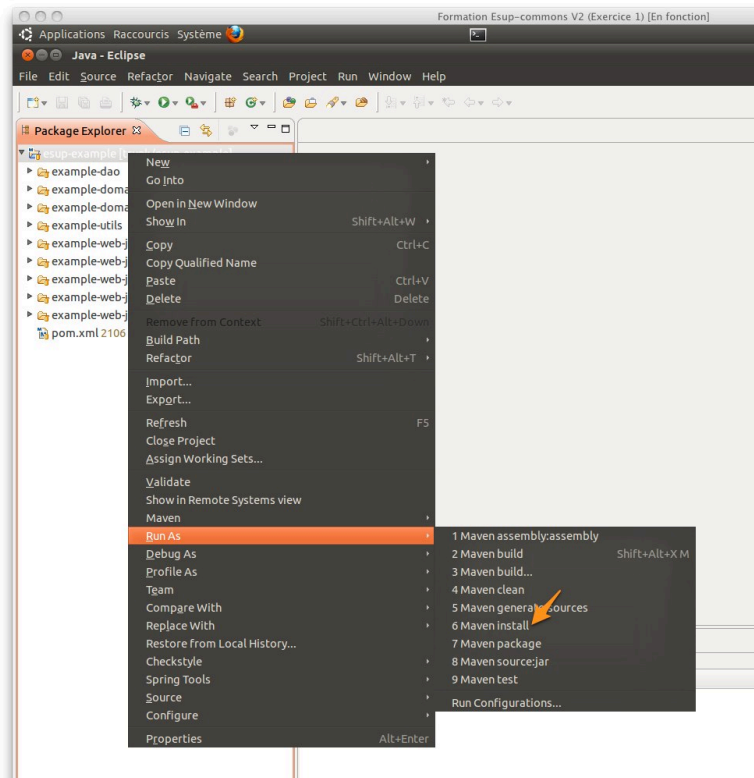 Formation Esup-commons V2 (Exercice 1) [En fonction]
Applications Raccourcis Système
Java - Eclipse
File Edit Source Refactor Navigate Search Project Run Window Help
Package Explorer
esup-example
example-dao
example-doma
example-doma
example-utils
example-web-j
example-web-j
example-web-j
example-web-j
example-web-j
pom.xml 2106
New
Go Into
Open in New Window
Show In Shift+Alt+W
Copy Ctrl+C
Copy Qualified Name
Paste Ctrl+V
Delete Delete
Remove from Context Shift+Ctrl+Alt+Down
Build Path
Refactor Shift+Alt+T
Import...
Export...
Refresh F5
Close Project
Assign Working Sets...
Validate
Show in Remote Systems view
Maven
Run As
Debug As
Profile As
Team
Compare With
Replace With
Restore from Local History...
Checkstyle
Spring Tools
Source
Configure
Properties Alt+Enter
1 Maven assembly:assembly
2 Maven build Shift+Alt+X M
3 Maven build...
4 Maven clean
5 Maven generate-sources
6 Maven install
7 Maven package
8 Maven source:jar
9 Maven test
Run Configurations...